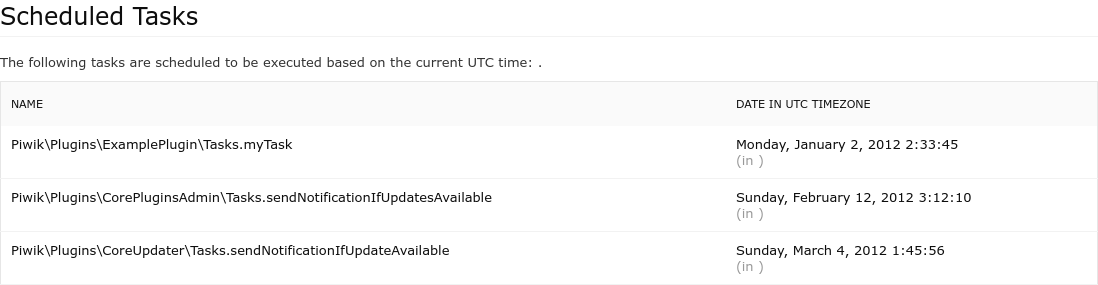 Scheduled Tasks
The following tasks are scheduled to be executed based on the current UTC time: .
NAME DATE IN UTC TIMEZONE
Piwik\Plugins\ExamplePlugin\Tasks.myTask Monday, January 2, 2012 2:33:45
(in )
Piwik\Plugins\CorePluginsAdmin\Tasks.sendNotificationIfUpdatesAvailable Sunday, February 12, 2012 3:12:10
(in )
Piwik\Plugins\CoreUpdater\Tasks.sendNotificationIfUpdateAvailable Sunday, March 4, 2012 1:45:56
(in )